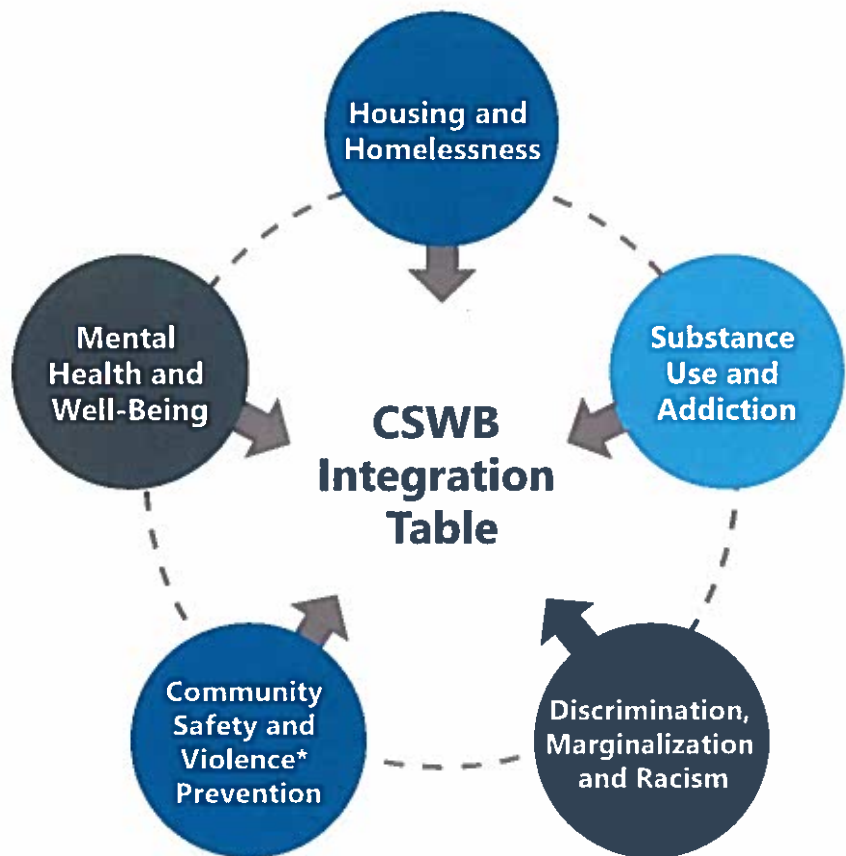 Housing and
Homelessness
Mental
Health and
Well-Being
Substance
Use and
Addiction
CSWB
Integration
Table
Community
Safety and
Violence*
Prevention
Discrimination,
Marginalization
and Racism